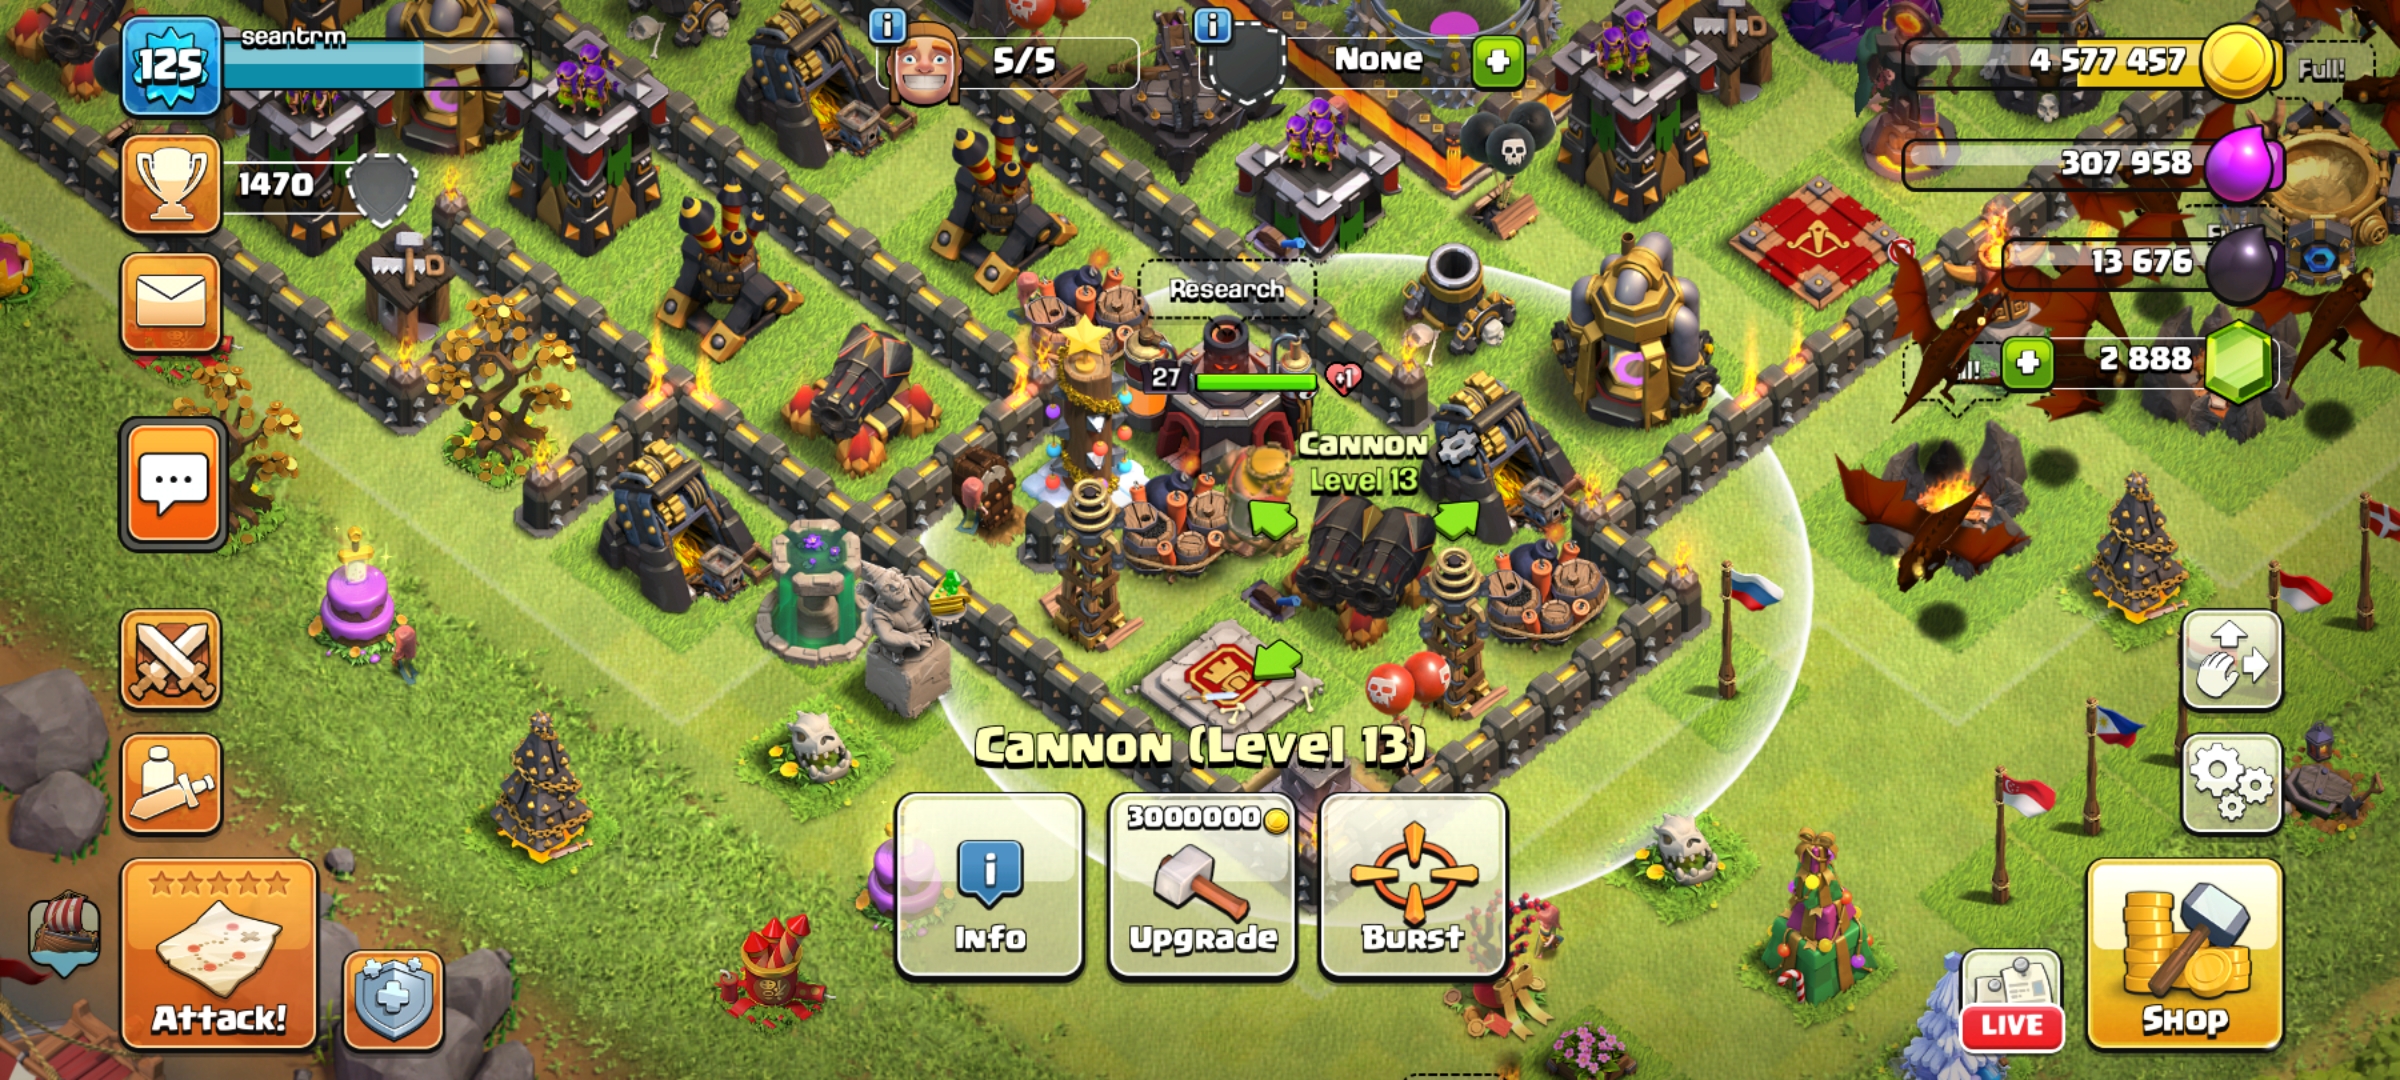 125
seantrm
5/5
None
4 577 457
Full!
1470
307 958
13 676
Research
2 888
27
+1
Cannon
Level 13
Cannon (Level 13)
3000000
Info
Upgrade
Burst
Attack!
LIVE
Shop